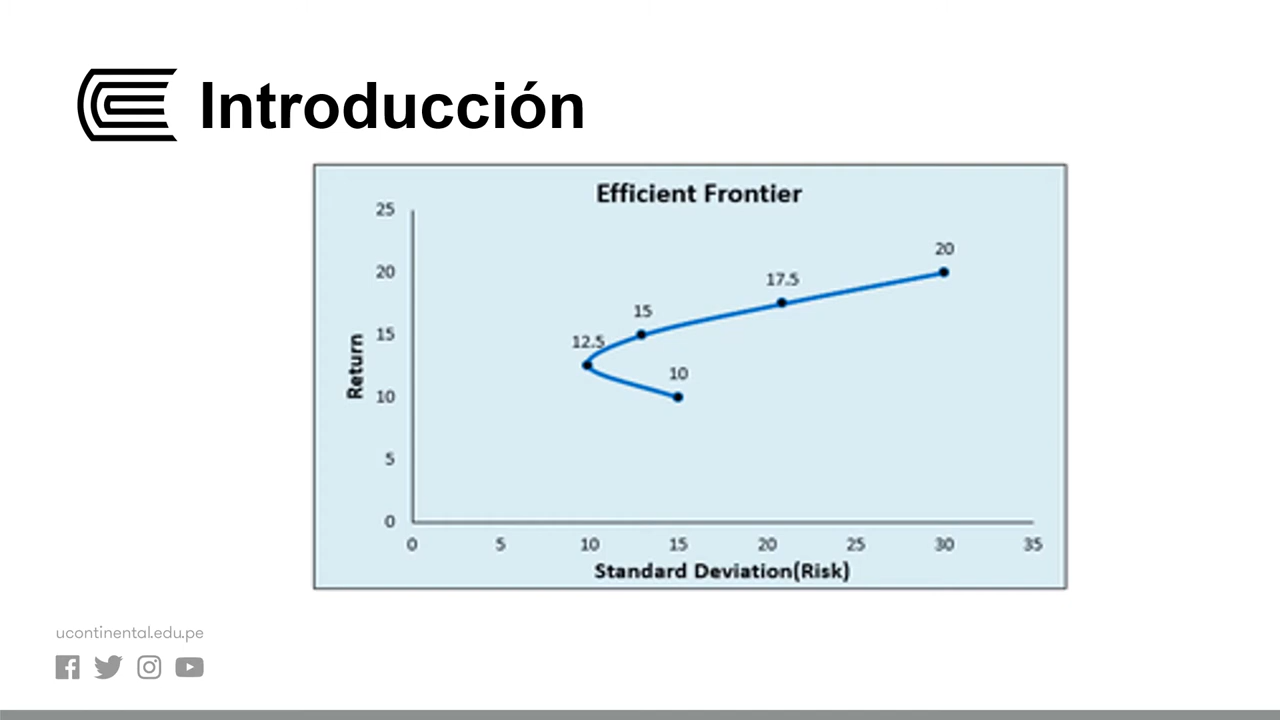 Introducción
Efficient Frontier
25
20
15
10
5
0
Return
20
17.5
15
12.5
10
0 5 10 15 20 25 30 35
Standard Deviation(Risk)
ucontinental.edu.pe